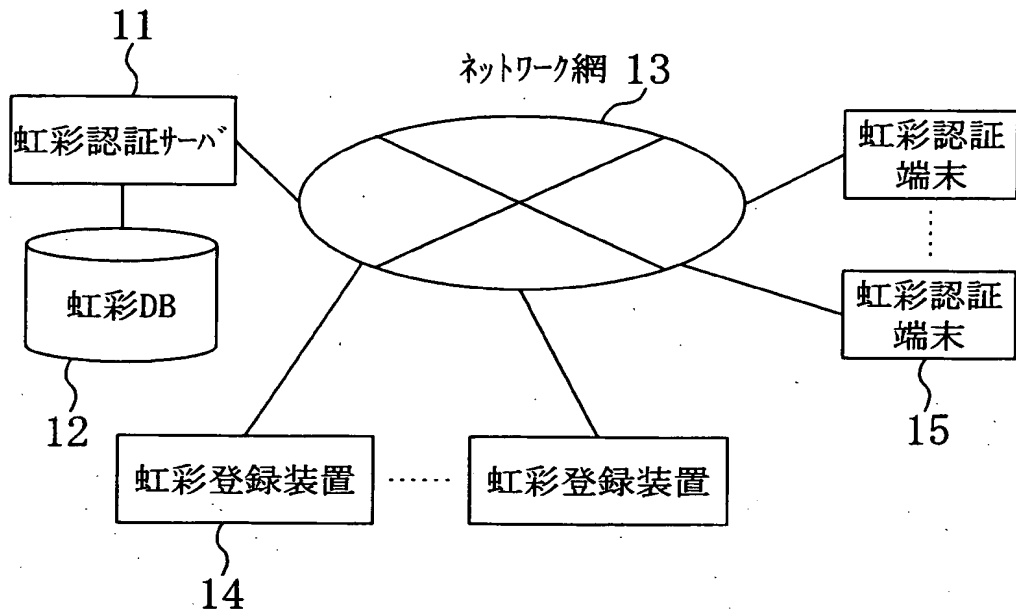 11
ネットワーク網 13
虹彩認証サーバ
虹彩認証
端末
虹彩DB
虹彩認証
端末
12
15
虹彩登録装置
虹彩登録装置
14